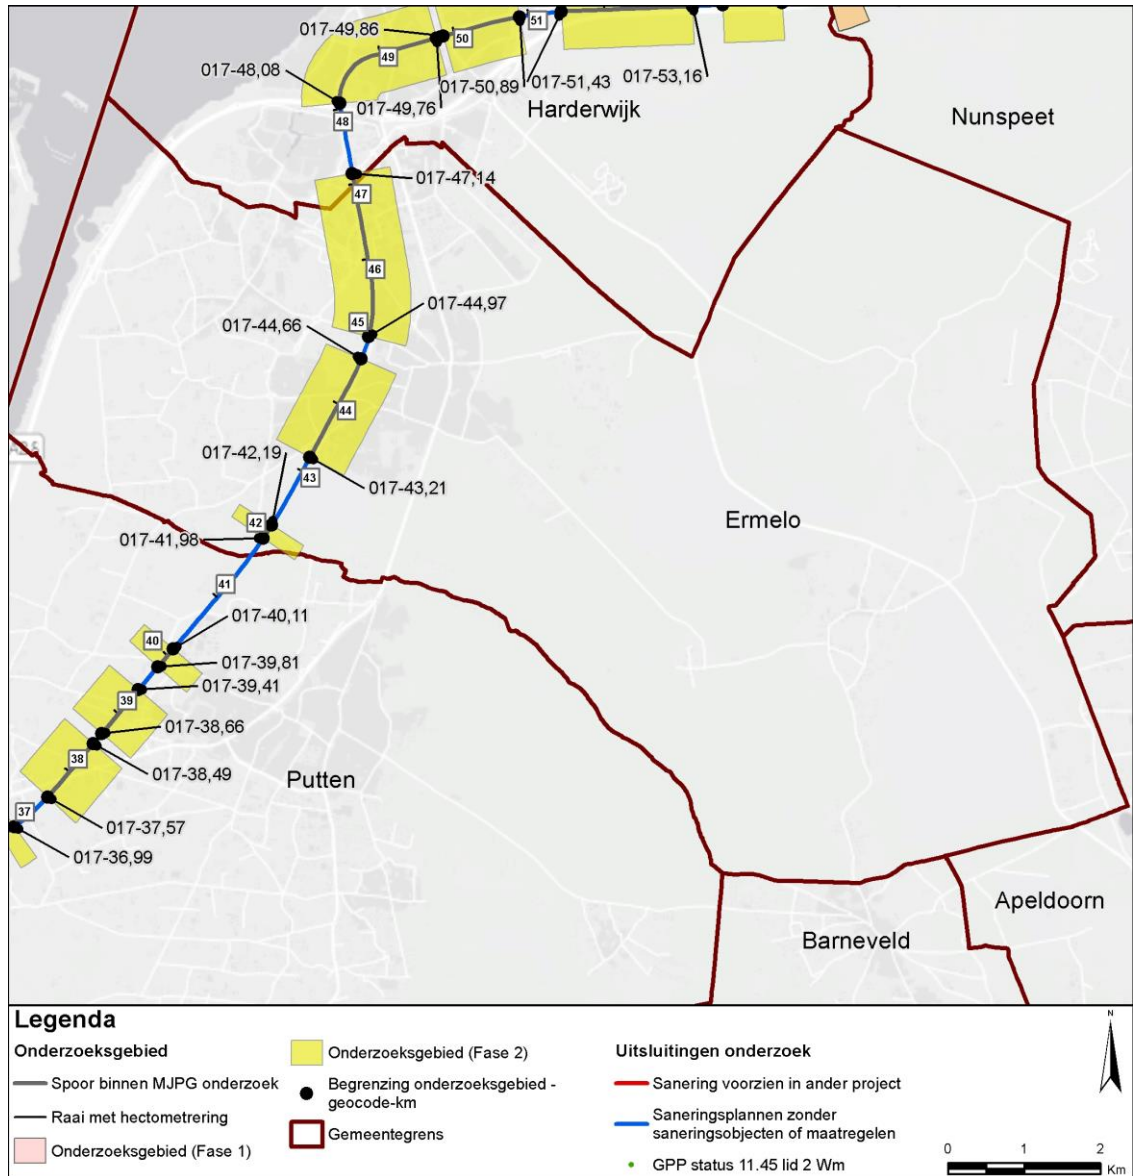 017-49,86
50
51
49
017-48,08
017-50,89
017-51,43
017-53,16
017-49,76
Harderwijk
Nunspeet
48
017-47,14
47
46
017-44,97
45
017-44,66
44
017-42,19
43
017-43,21
42
Ermelo
017-41,98
41
017-40,11
40
017-39,81
017-39,41
39
017-38,66
38
017-38,49
Putten
37
017-37,57
017-36,99
Apeldoorn
Barneveld
Legenda
Onderzoeksgebied
Spoor binnen MJPG onderzoek
Raai met hectometrering
Onderzoeksgebied (Fase 1)
Onderzoeksgebied (Fase 2)
Begrenzing onderzoeksgebied -
geocode-km
Gemeentegrens
Uitsluitingen onderzoek
Sanering voorzien in ander project
Saneringsplannen zonder
saneringsobjecten of maatregelen
GPP status 11.45 lid 2 Wm
N
0 1 2
Km